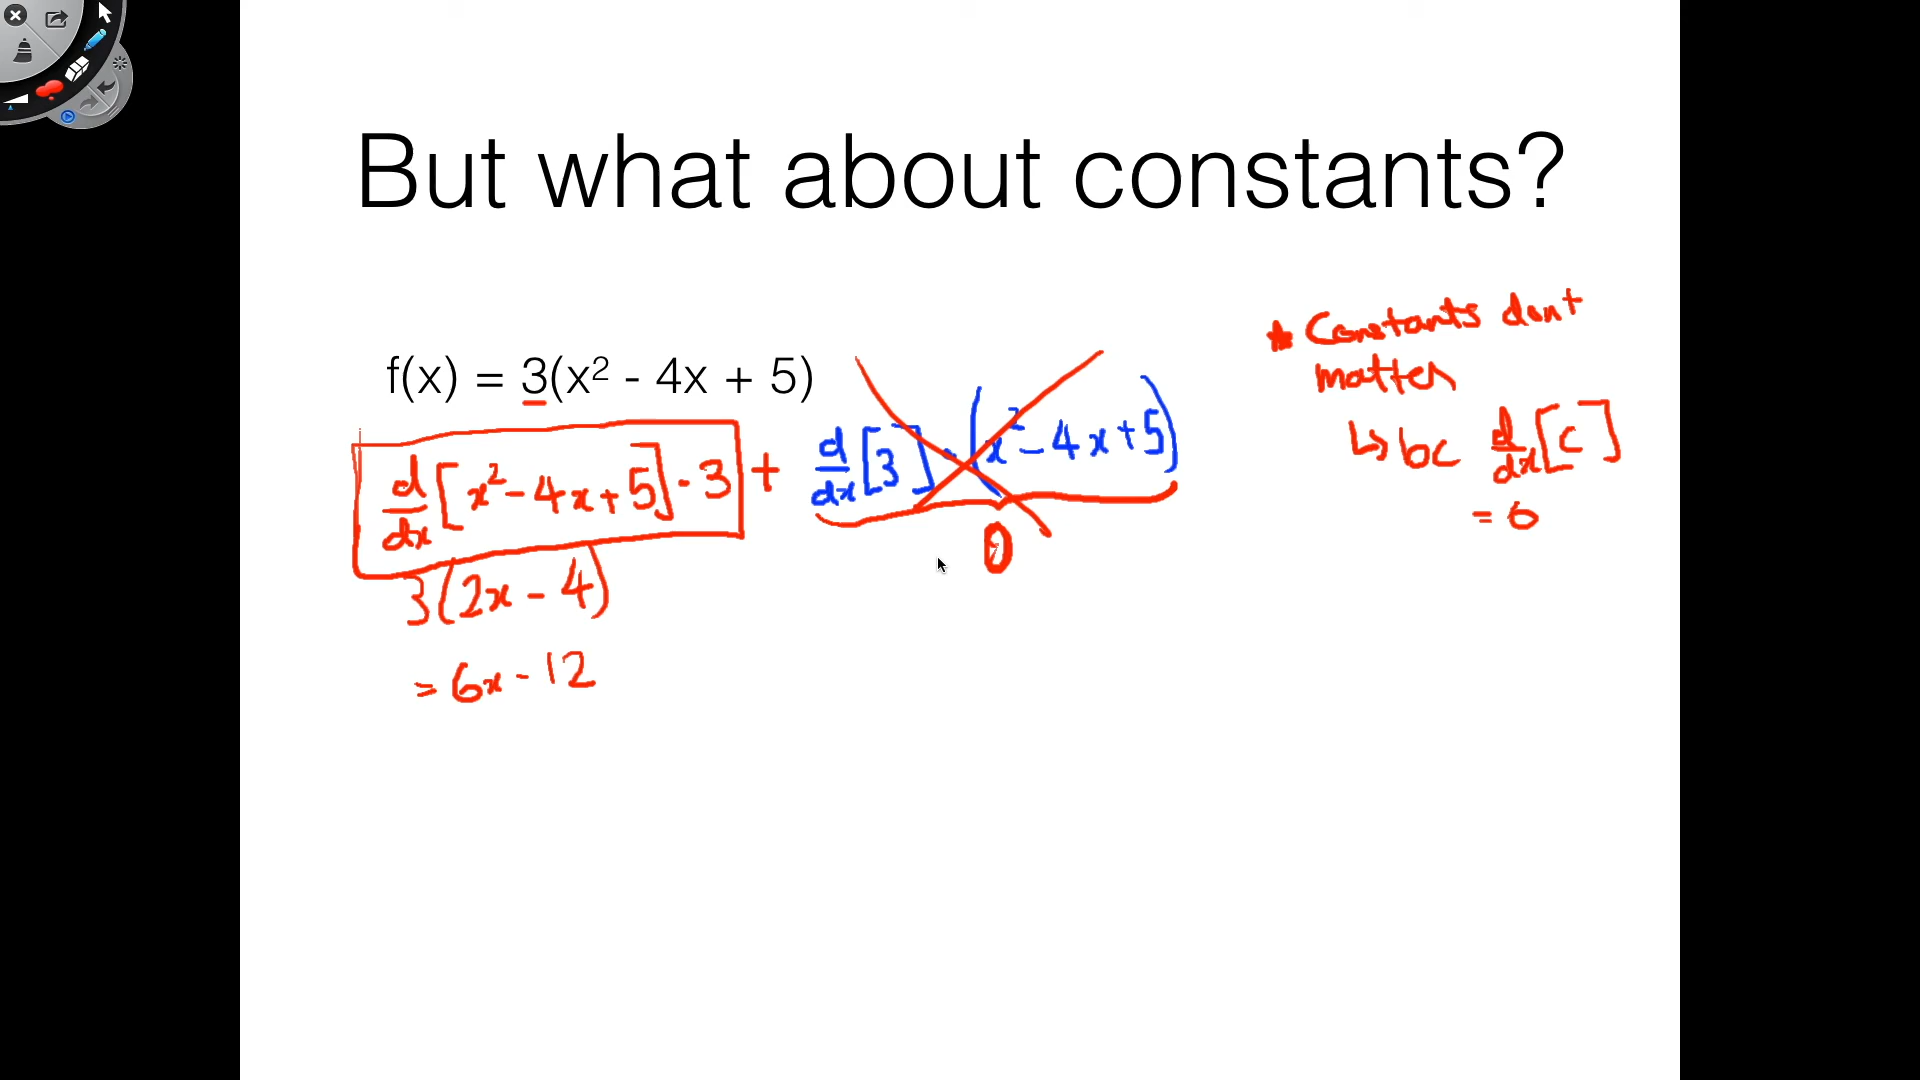 But what about constants?
f(x) = 3(x² - 4x + 5)
d/dx [x² - 4x + 5] · 3 + d/dx [3] · (x² - 4x + 5)
0
3(2x - 4)
= 6x - 12
* Constants dont
matter
↳ bc d/dx [c]
= 0